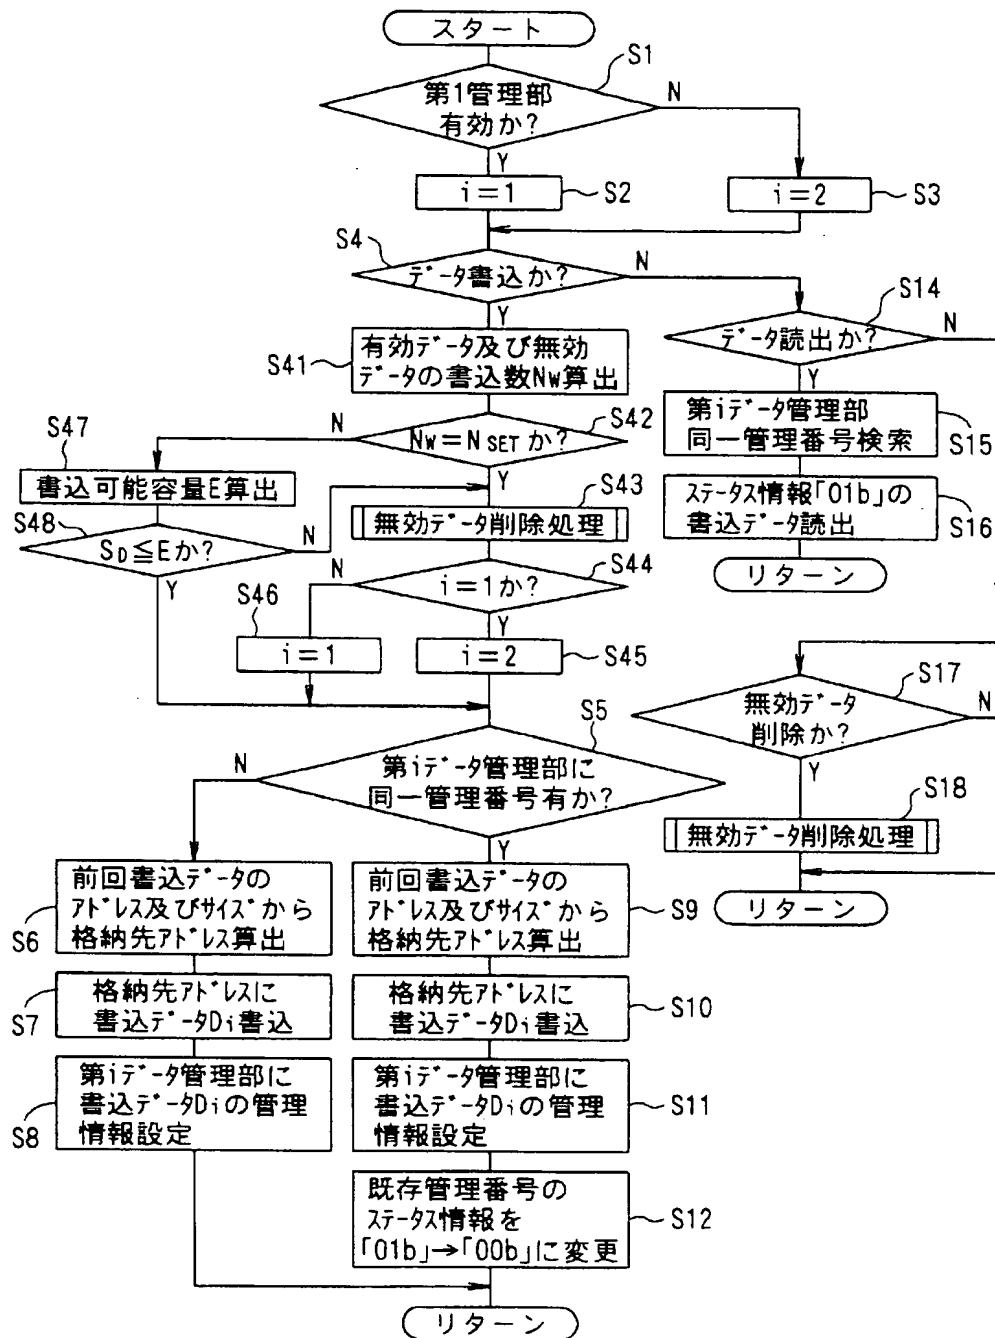 スタート
S1
第1管理部
有効か?
N
Y
i=1
S2
i=2
S3
S4
データ書込か?
N
Y
S14
データ読出か?
N
Y
S41
有効データ及び無効
データの書込数Nw算出
第iデータ管理部
同一管理番号検索
S15
S42
NW=NSETか?
N
Y
S47
書込可能容量E算出
S43
無効データ削除処理
ステータス情報「01b」の
書込データ読出
S16
リターン
S48
SD≦Eか?
N
Y
S44
i=1か?
N
Y
S46
i=1
i=2
S45
S17
無効データ
削除か?
N
Y
S5
第iデータ管理部に
同一管理番号有か?
N
Y
S18
無効データ削除処理
リターン
前回書込データの
アドレス及びサイズから
格納先アドレス算出
S6
前回書込データの
アドレス及びサイズから
格納先アドレス算出
S9
格納先アドレスに
書込データDi書込
S7
格納先アドレスに
書込データDi書込
S10
第iデータ管理部に
書込データDiの管理
情報設定
S8
第iデータ管理部に
書込データDiの管理
情報設定
S11
既存管理番号の
ステータス情報を
「01b」→「00b」に変更
S12
リターン